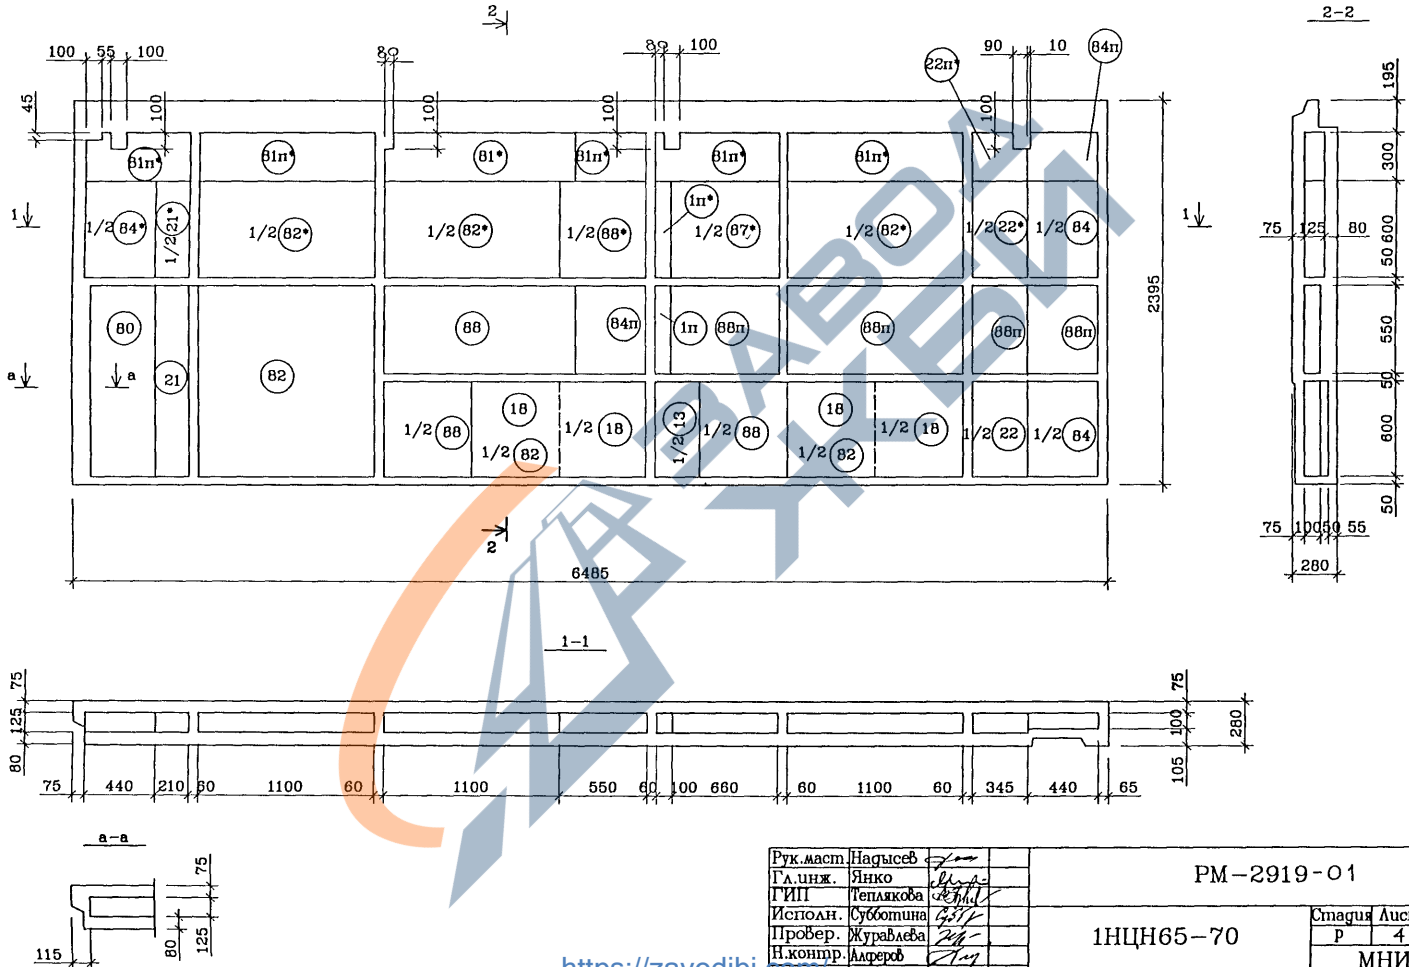 2
2-2
100 55 100
80
80 100
90 10
84п
22п*
195
45
100
100
100
100
81п*
81п*
81*
81п*
81п*
81п*
300
1
1/2 84*
1/2 21*
1/2 82*
1/2 82*
1/2 88*
1п*
1/2 87*
1/2 82*
1/2 22*
1/2 84
1
75 125 80
600
50
2395
80
88
84п
1п
88п
88п
88п
88п
550
а
а
21
82
50
18
18
1/2 88
1/2 82
1/2 18
1/2 13
1/2 88
1/2 82
1/2 18
1/2 22
1/2 84
600
50
2
75 100 50 55
280
6485
ЗАВОД
ЖБИ
1-1
75
125
80
75
100
105
280
75 440 210 60 1100 60 1100 550 60 100 660 60 1100 60 345 440 65
а-а
75
125
80
115
Рук.маст. Надысев
Гл.инж. Янко
ГИП Теплякова
Исполн. Субботина
Провер. Журавлева
Н.контр. Алферов
РМ-2919-01
1НЦН65-70
Стадия Лис
Р 4
МНИ
https://zavodjbi.com/